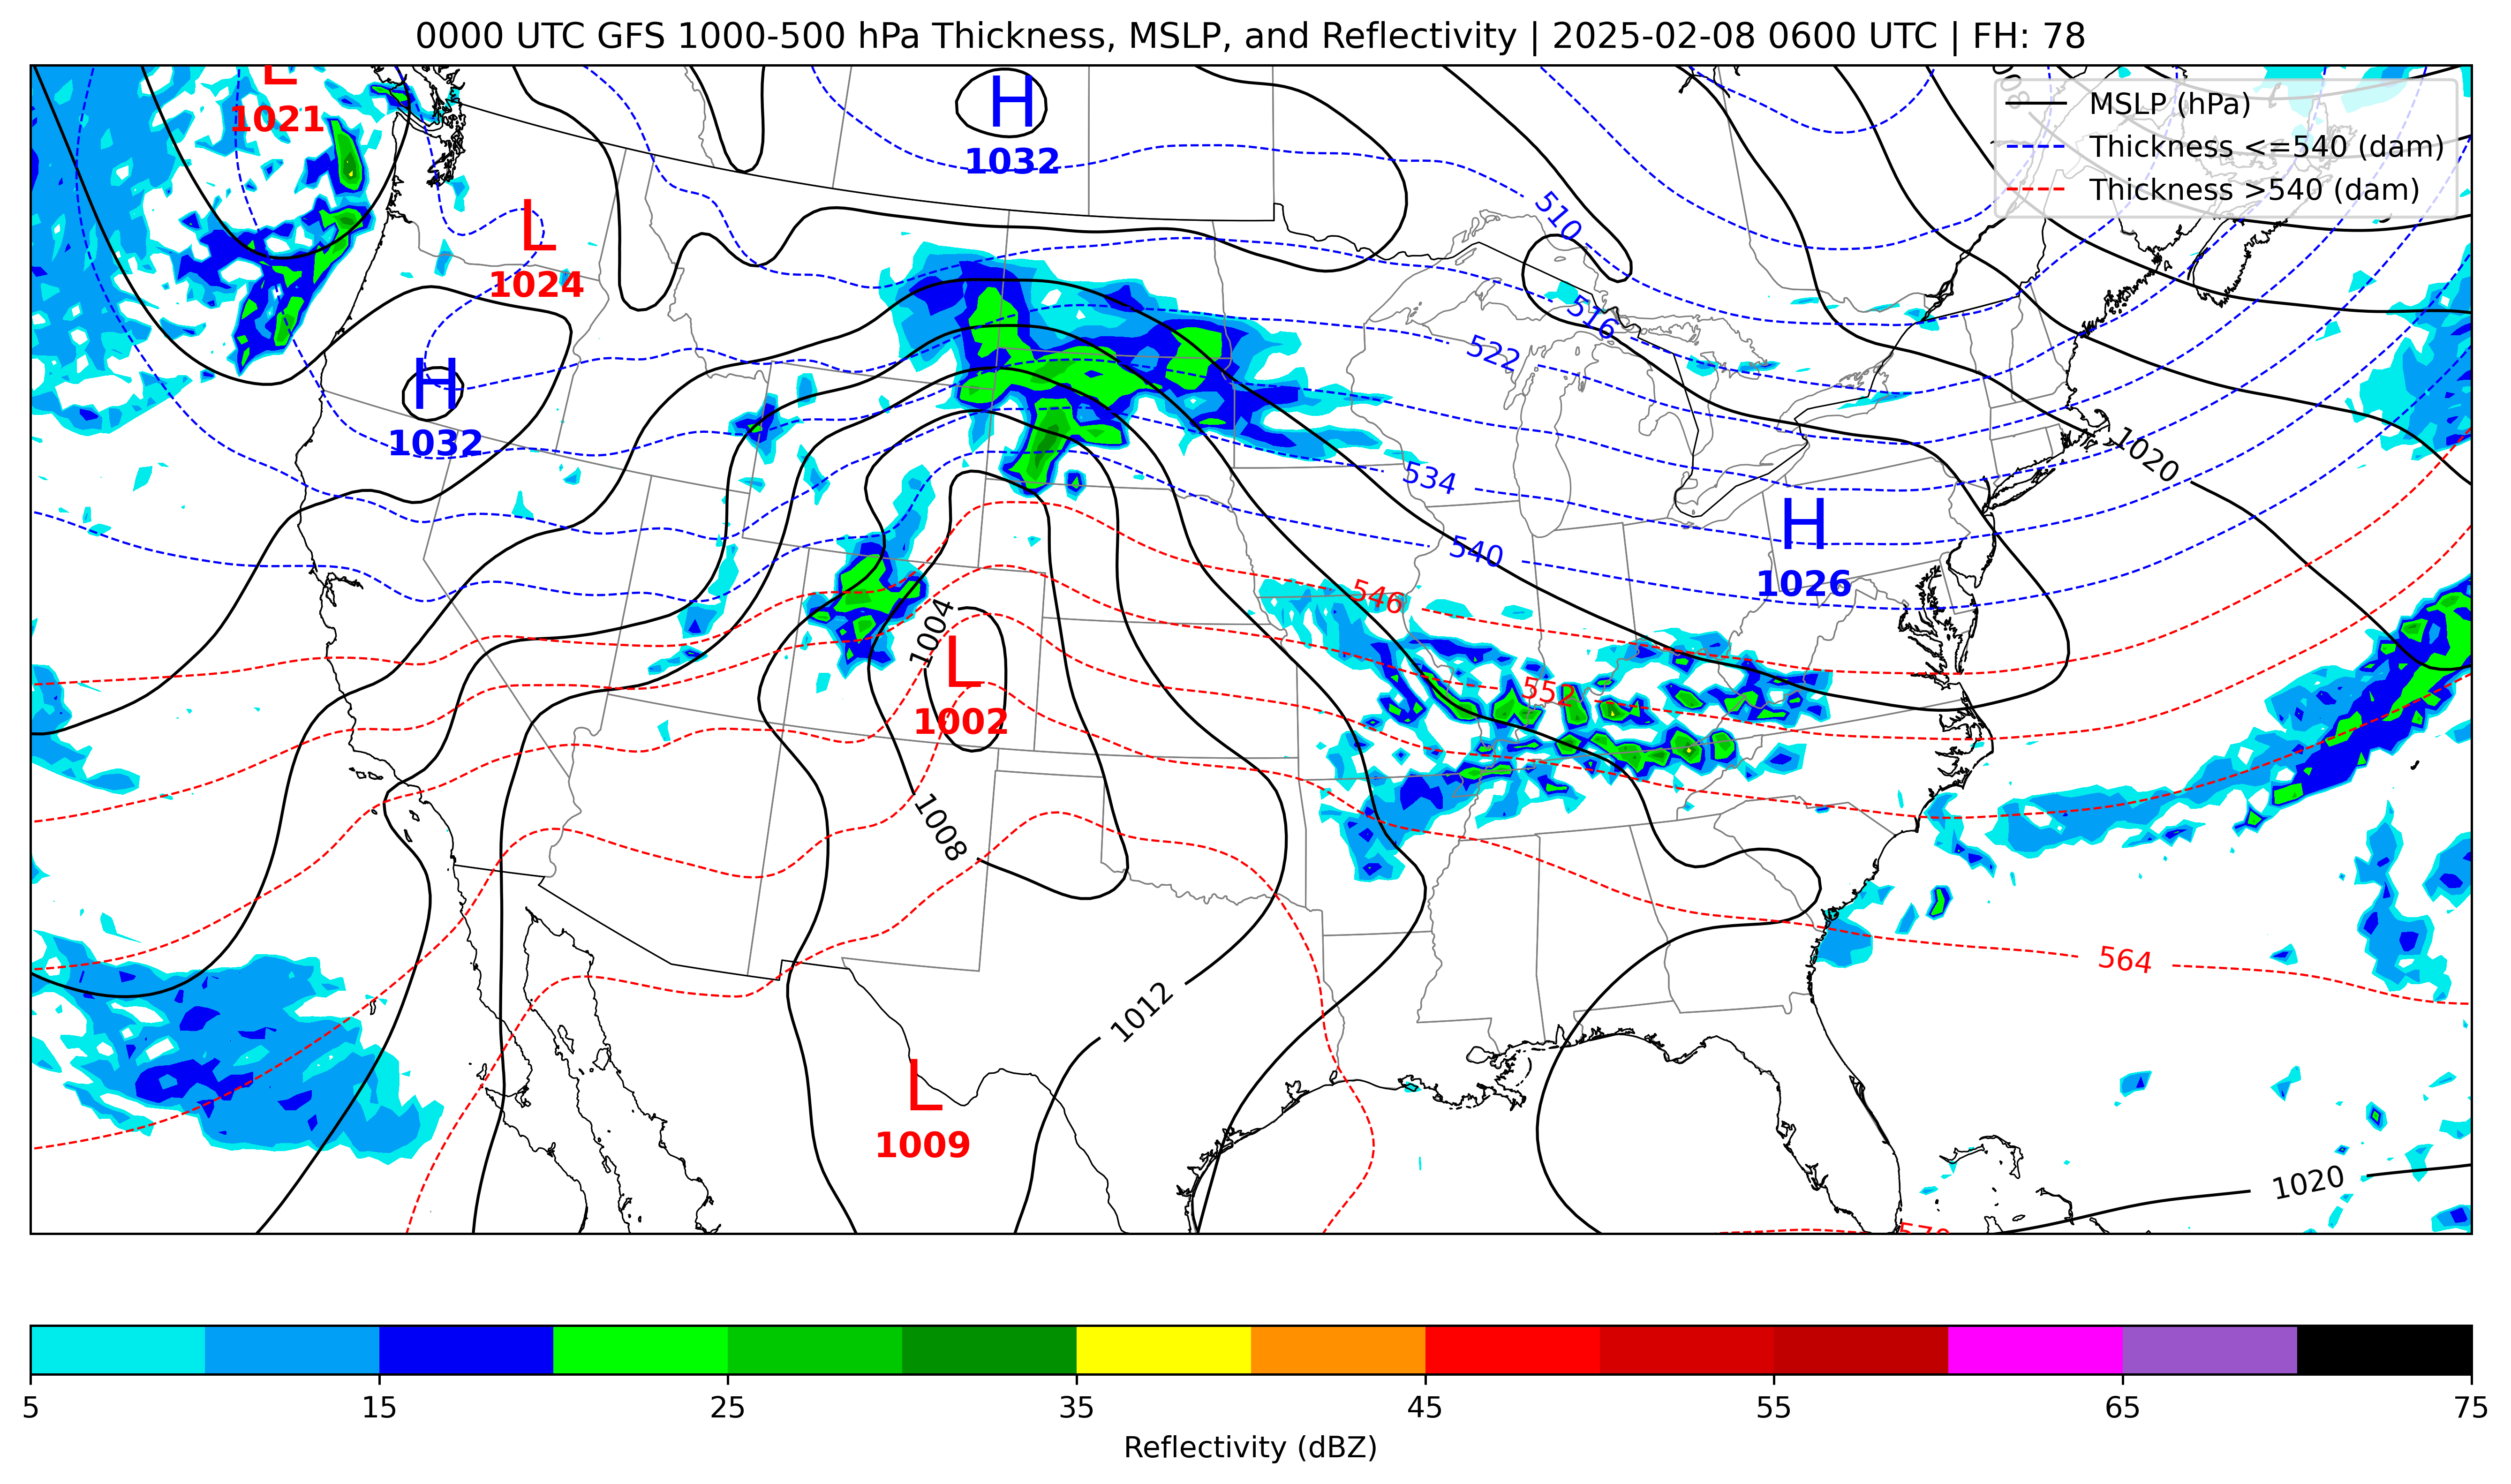 0000 UTC GFS 1000-500 hPa Thickness, MSLP, and Reflectivity | 2025-02-08 0600 UTC | FH: 78
L
1021
H
1032
MSLP (hPa)
Thickness <=540 (dam)
Thickness >540 (dam)
L
1024
510
516
522
H
1032
534
1020
540
H
1026
546
1004
L
1002
552
1008
564
1012
L
1009
1020
570
5 15 25 35 45 55 65 75
Reflectivity (dBZ)